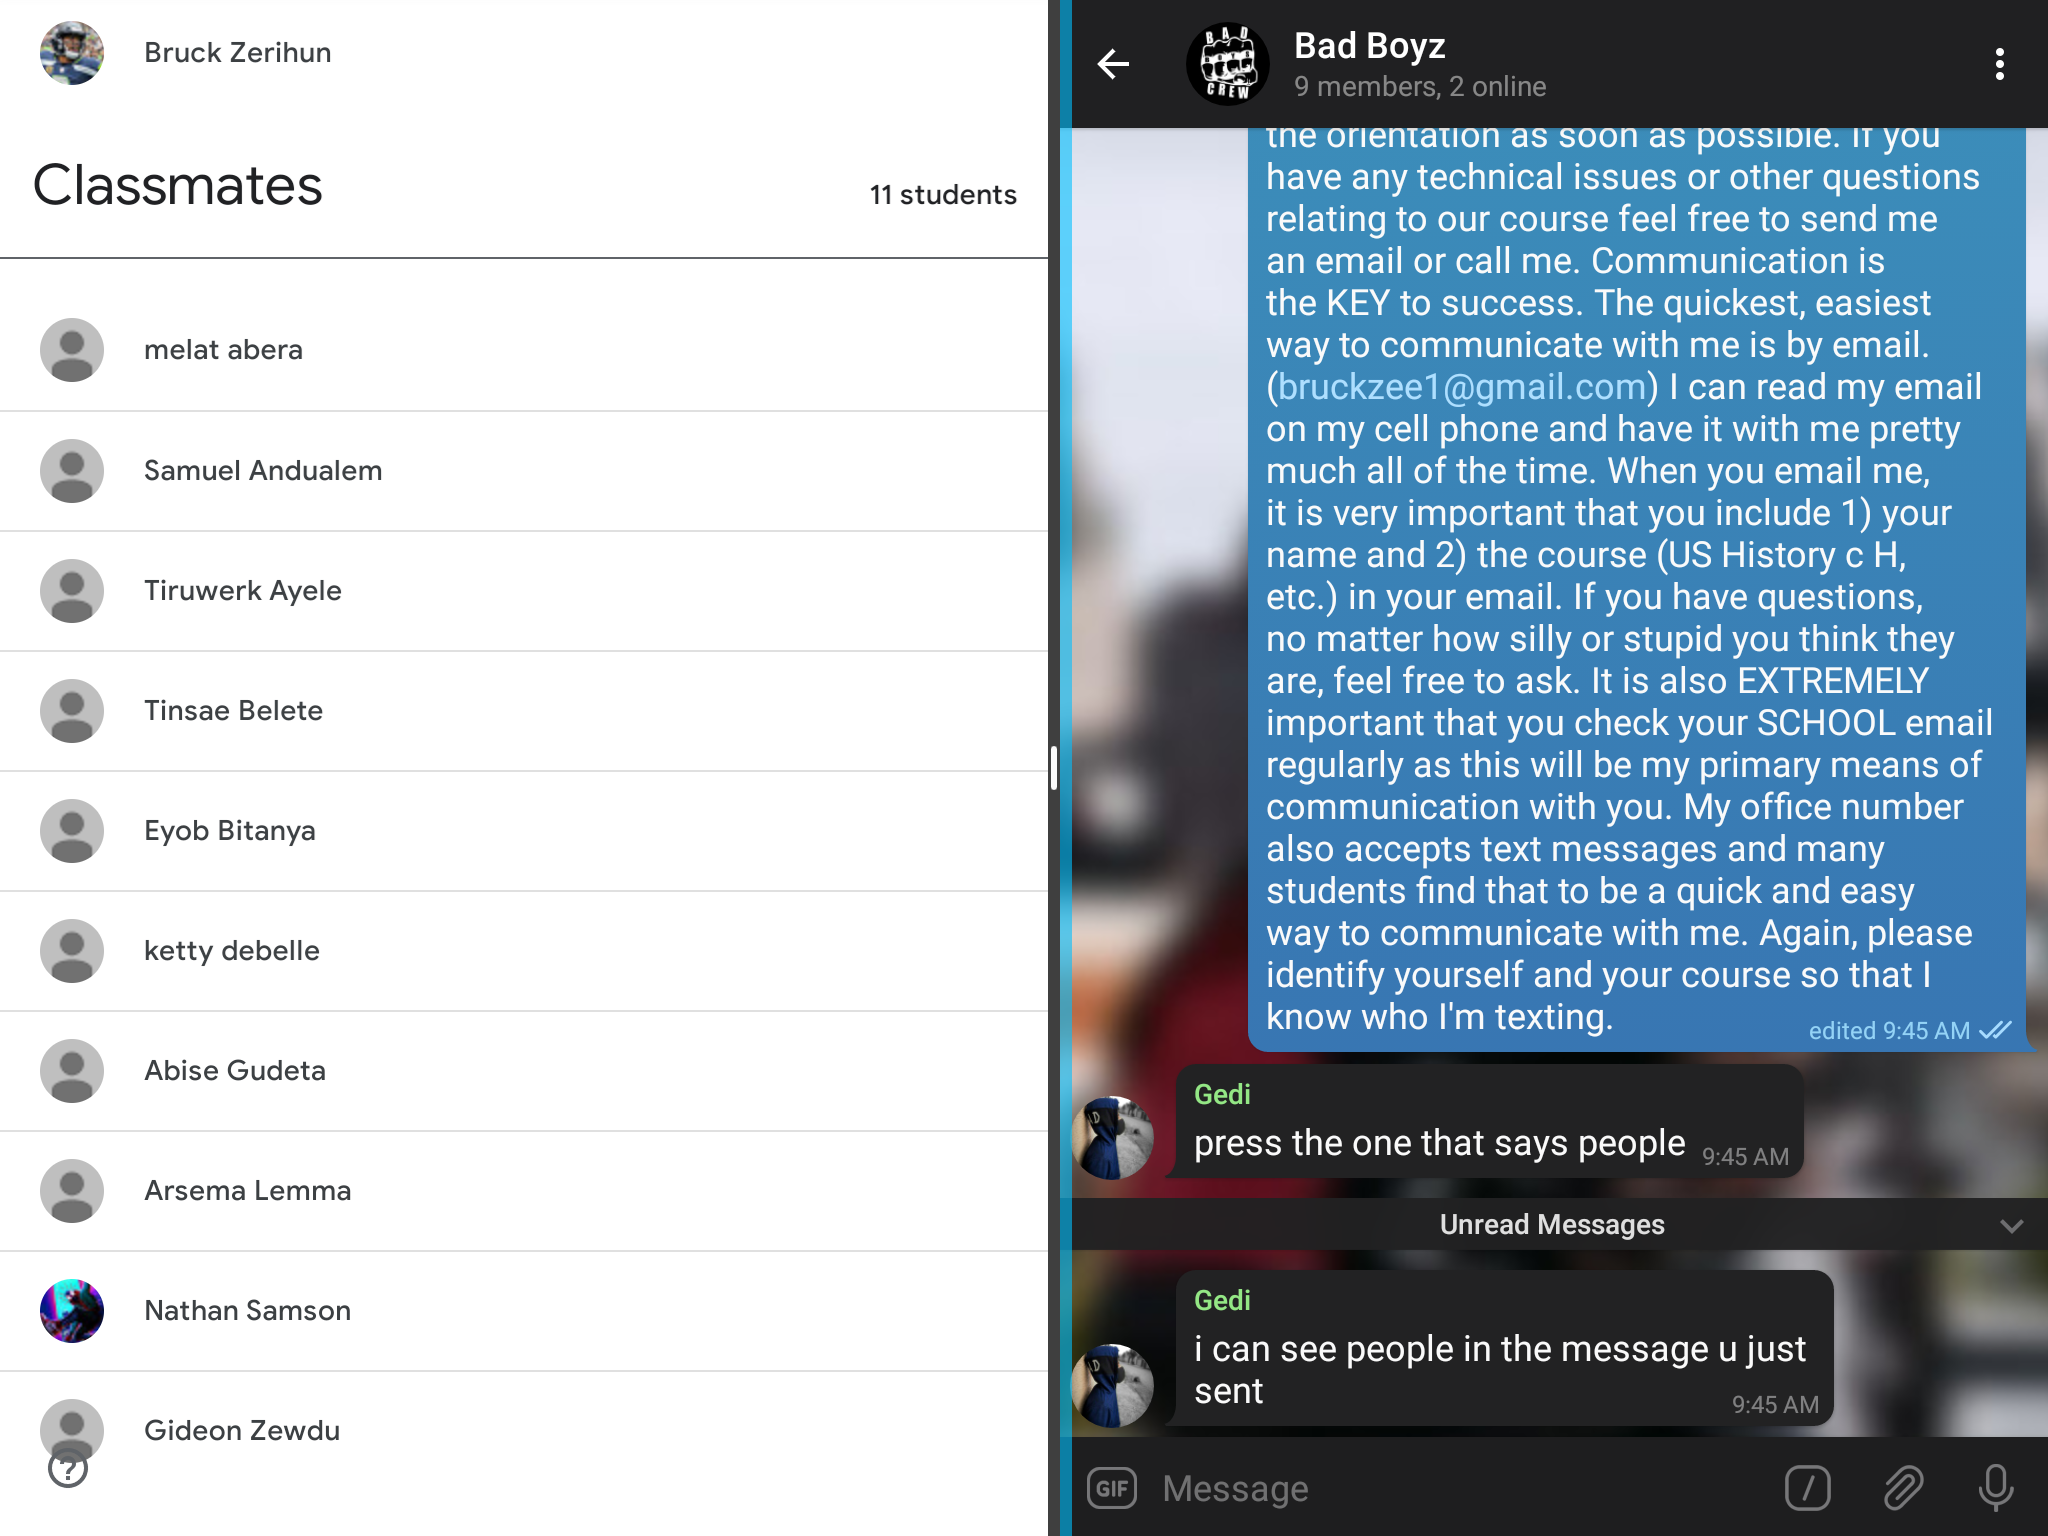 Bruck Zerihun
Classmates
11 students
melat abera
Samuel Andualem
Tiruwerk Ayele
Tinsae Belete
Eyob Bitanya
ketty debelle
Abise Gudeta
Arsema Lemma
Nathan Samson
Gideon Zewdu
?
BAD
BOYZ
CREW
Bad Boyz
9 members, 2 online
the orientation as soon as possible. If you
have any technical issues or other questions
relating to our course feel free to send me
an email or call me. Communication is
the KEY to success. The quickest, easiest
way to communicate with me is by email.
(bruckzee1@gmail.com) I can read my email
on my cell phone and have it with me pretty
much all of the time. When you email me,
it is very important that you include 1) your
name and 2) the course (US History c H,
etc.) in your email. If you have questions,
no matter how silly or stupid you think they
are, feel free to ask. It is also EXTREMELY
important that you check your SCHOOL email
regularly as this will be my primary means of
communication with you. My office number
also accepts text messages and many
students find that to be a quick and easy
way to communicate with me. Again, please
identify yourself and your course so that I
know who I'm texting.
edited 9:45 AM
Gedi
press the one that says people 9:45 AM
Unread Messages
Gedi
i can see people in the message u just
sent
9:45 AM
GIF Message /